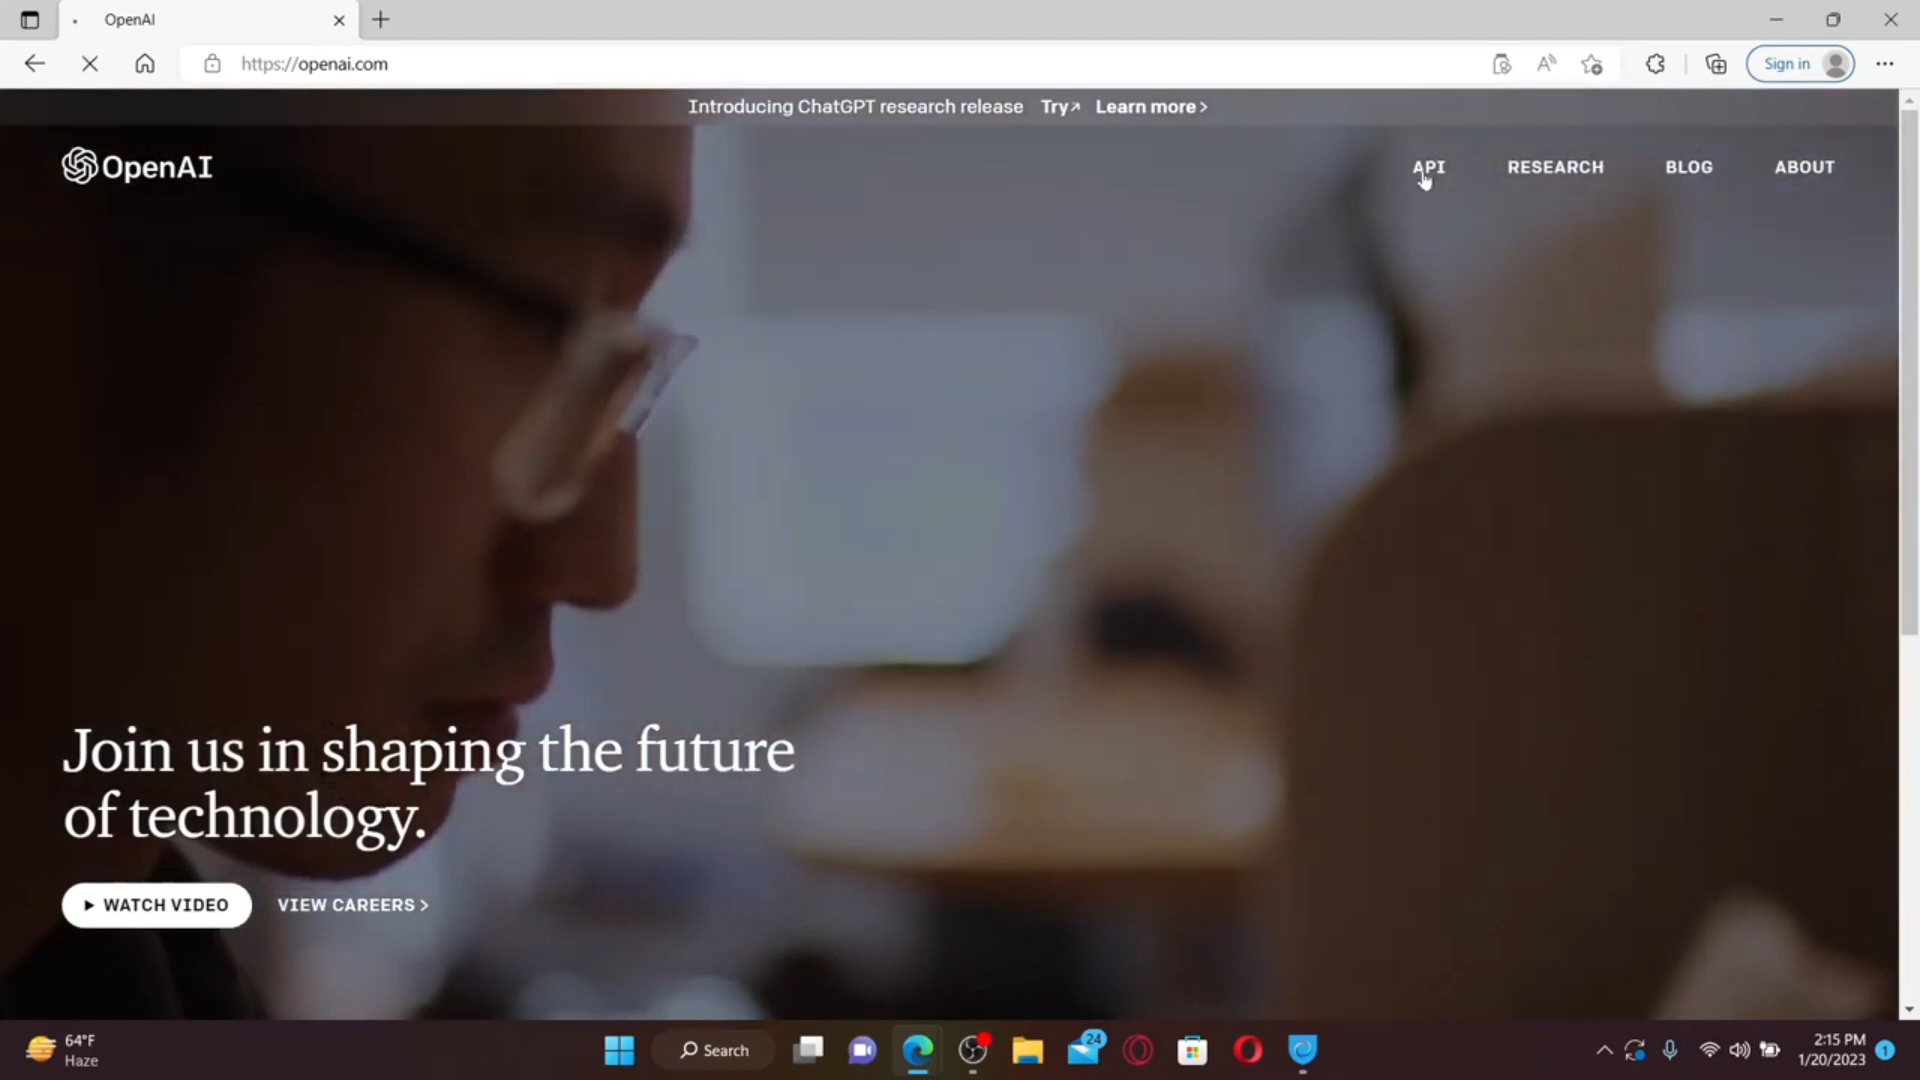 OpenAI
https://openai.com
Sign in
Introducing ChatGPT research release Try↗ Learn more >
OpenAI
API RESEARCH BLOG ABOUT
Join us in shaping the future
of technology.
WATCH VIDEO VIEW CAREERS >
64°F
Haze
Search
24
2:15 PM
1/20/2023
1